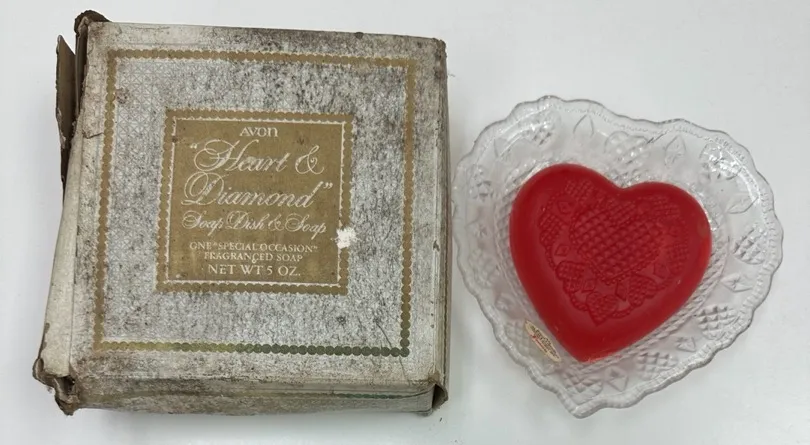 AVON
"Heart &
Diamond"
Soap Dish & Soap
ONE "SPECIAL OCCASION"
FRAGRANCED SOAP
NET WT 5 OZ.